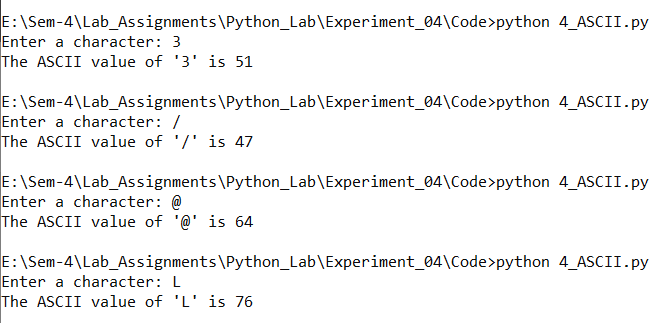 E:\Sem-4\Lab_Assignments\Python_Lab\Experiment_04\Code>python 4_ASCII.py
Enter a character: 3
The ASCII value of '3' is 51
E:\Sem-4\Lab_Assignments\Python_Lab\Experiment_04\Code>python 4_ASCII.py
Enter a character: /
The ASCII value of '/' is 47
E:\Sem-4\Lab_Assignments\Python_Lab\Experiment_04\Code>python 4_ASCII.py
Enter a character: @
The ASCII value of '@' is 64
E:\Sem-4\Lab_Assignments\Python_Lab\Experiment_04\Code>python 4_ASCII.py
Enter a character: L
The ASCII value of 'L' is 76